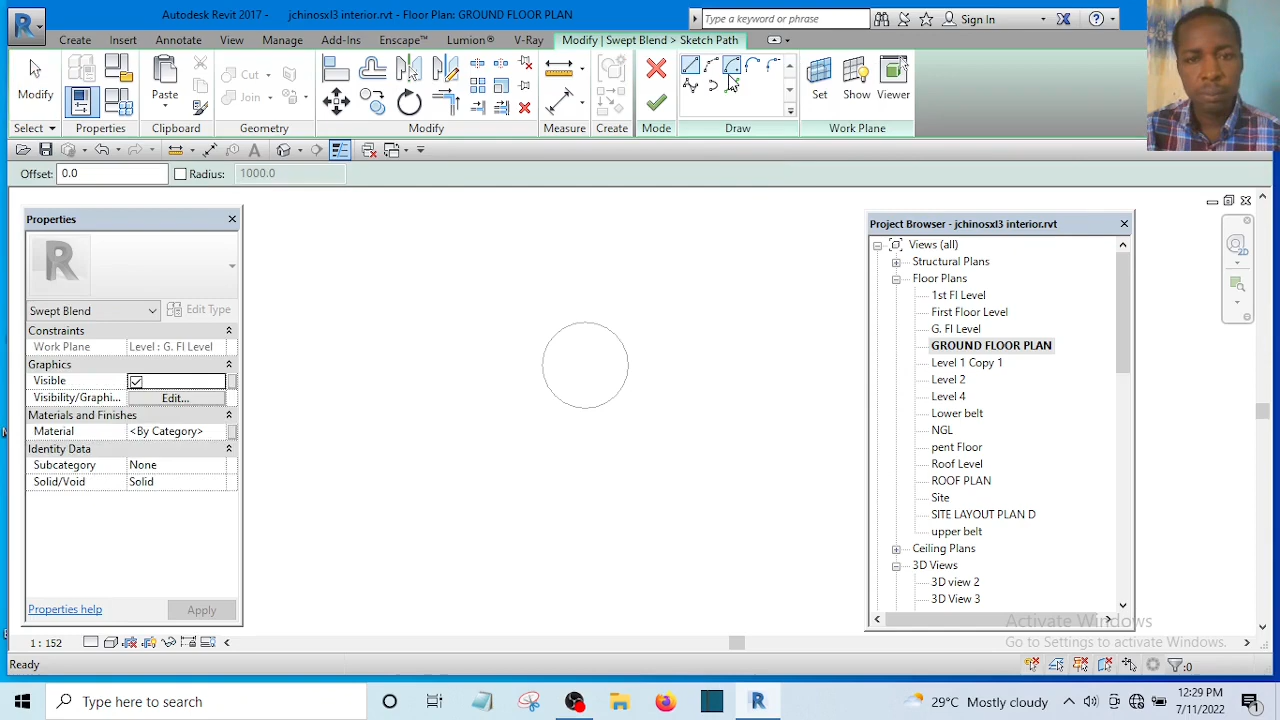 Autodesk Revit 2017 - jchinosxl3 interior.rvt - Floor Plan: GROUND FLOOR PLAN
Type a keyword or phrase
Sign In
Create Insert Annotate View Manage Add-Ins Enscape™ Lumion® V-Ray Modify | Swept Blend > Sketch Path
Modify
Paste
Cut
Join
Set Show Viewer
Select Properties Clipboard Geometry Modify Measure Create Mode Draw Work Plane
Offset: 0.0 Radius: 1000.0
Properties
Swept Blend
Edit Type
Constraints
Work Plane Level : G. Fl Level
Graphics
Visible
Visibility/Graphi... Edit...
Materials and Finishes
Material <By Category>
Identity Data
Subcategory None
Solid/Void Solid
Properties help
Apply
Project Browser - jchinosxl3 interior.rvt
Views (all)
Structural Plans
Floor Plans
1st Fl Level
First Floor Level
G. Fl Level
GROUND FLOOR PLAN
Level 1 Copy 1
Level 2
Level 4
Lower belt
NGL
pent Floor
Roof Level
ROOF PLAN
Site
SITE LAYOUT PLAN D
upper belt
Ceiling Plans
3D Views
3D view 2
3D View 3
2D
Activate Windows
Go to Settings to activate Windows.
1 : 152
Ready
:0
Type here to search
29°C Mostly cloudy
12:29 PM
7/11/2022
1